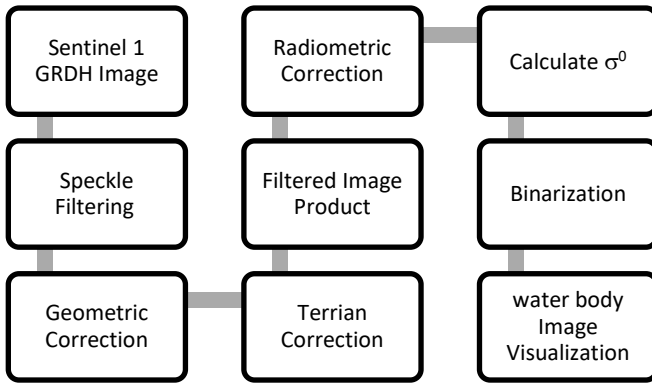 Sentinel 1
GRDH Image
Speckle
Filtering
Geometric
Correction
Terrian
Correction
Filtered Image
Product
Radiometric
Correction
Calculate σ⁰
Binarization
water body
Image
Visualization